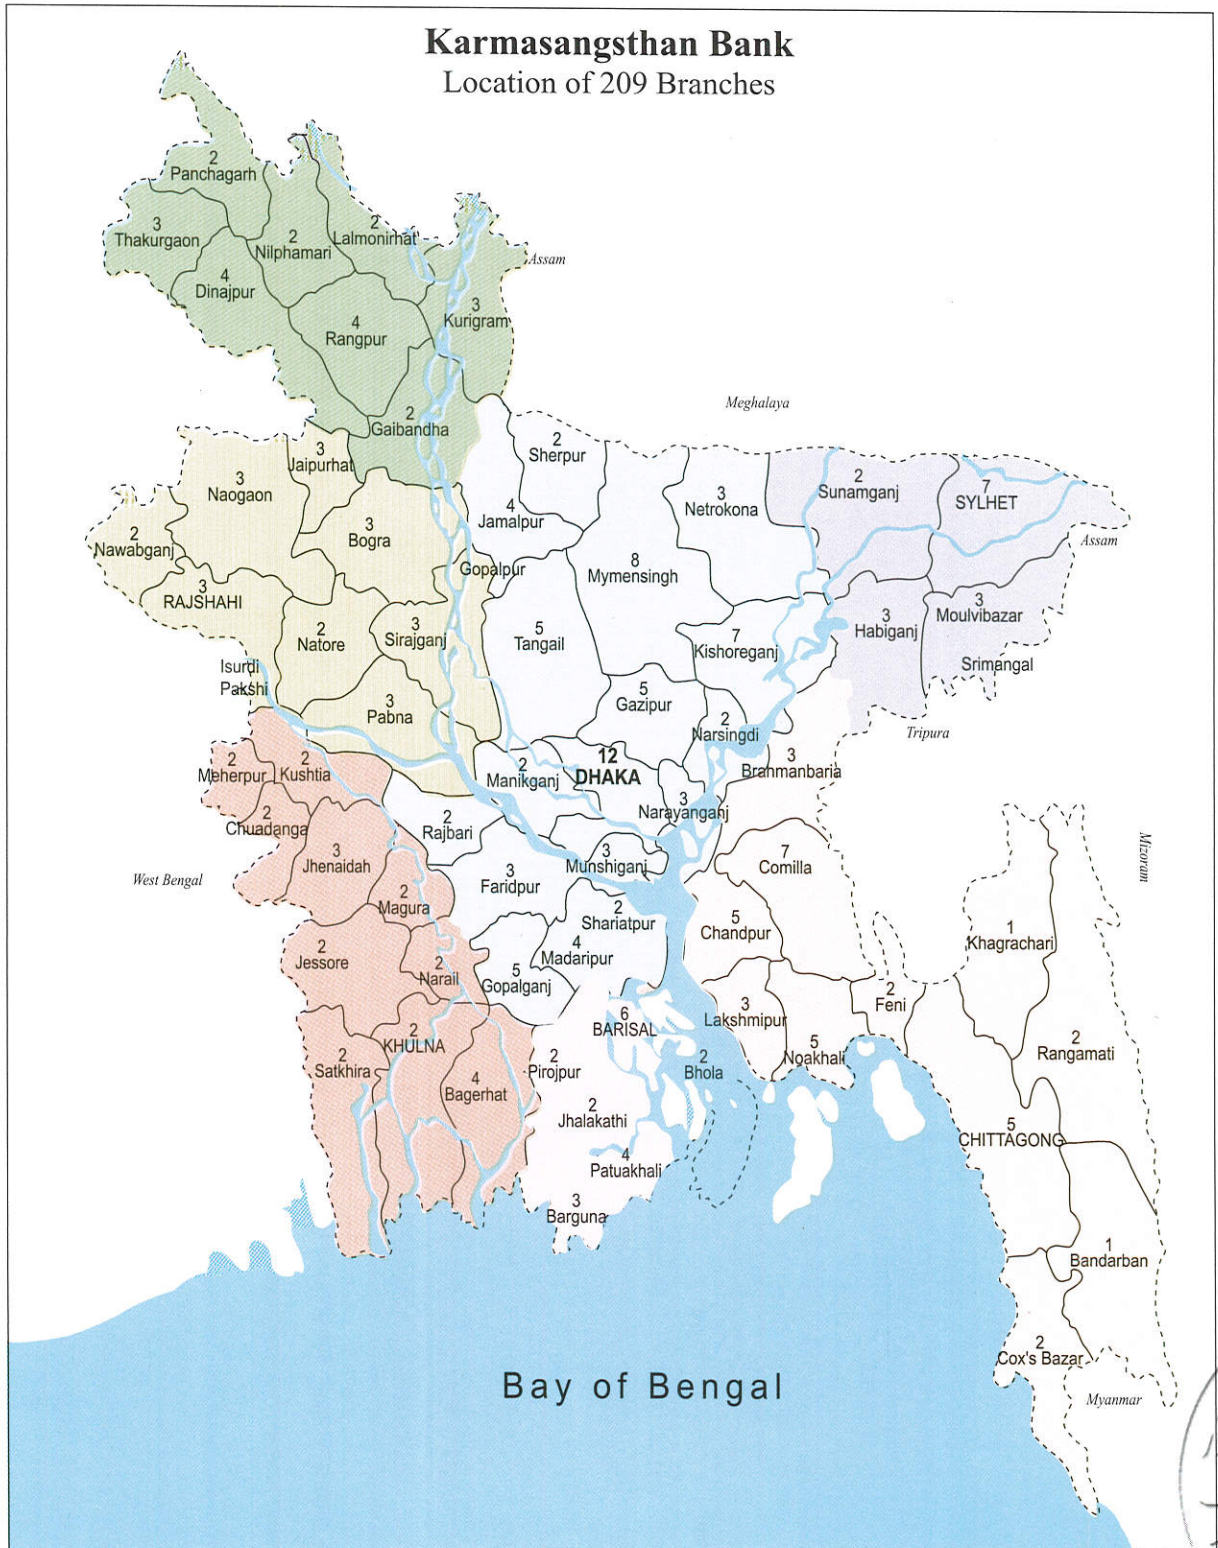 Karmasangsthan Bank
Location of 209 Branches
2
Panchagarh
3
Thakurgaon
2
Nilphamari
2
Lalmonirhat
4
Dinajpur
Assam
3
Kurigram
4
Rangpur
2
Gaibandha
Meghalaya
2
Sherpur
3
Jaipurhat
3
Naogaon
4
Jamalpur
3
Netrokona
2
Sunamganj
7
SYLHET
2
Nawabganj
3
Bogra
Assam
Gopalpur
8
Mymensingh
3
RAJSHAHI
2
Natore
3
Sirajganj
5
Tangail
7
Kishoreganj
3
Habiganj
3
Moulvibazar
Srimangal
Isurdi
Pakshi
5
Gazipur
3
Pabna
2
Narsingdi
Tripura
2
Meherpur
2
Kushtia
2
Manikganj
12
DHAKA
3
Brahmanbaria
2
Chuadanga
3
Narayanganj
2
Rajbari
3
Jhenaidah
3
Munshiganj
7
Comilla
Mizoram
West Bengal
3
Faridpur
2
Magura
2
Shariatpur
5
Chandpur
1
Khagrachari
2
Jessore
4
Madaripur
2
Narail
5
Gopalganj
3
Lakshmipur
2
Feni
6
BARISAL
2
KHULNA
5
Noakhali
2
Rangamati
2
Satkhira
2
Pirojpur
2
Bhola
4
Bagerhat
2
Jhalakathi
5
CHITTAGONG
4
Patuakhali
3
Barguna
1
Bandarban
2
Cox's Bazar
Bay of Bengal
Myanmar